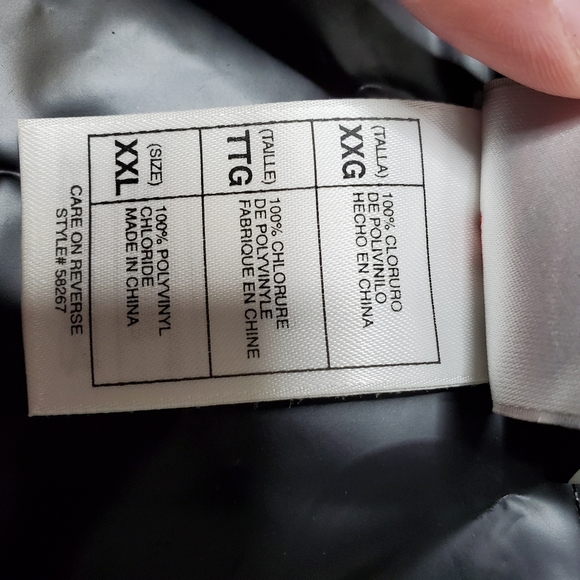 (TALLA)
XXG
100% CLORURO
DE POLIVINILO
HECHO EN CHINA
(TAILLE)
TTG
100% CHLORURE
DE POLYVINYLE
FABRIQUE EN CHINE
(SIZE)
XXL
100% POLYVINYL
CHLORIDE
MADE IN CHINA
CARE ON REVERSE
STYLE# 58267